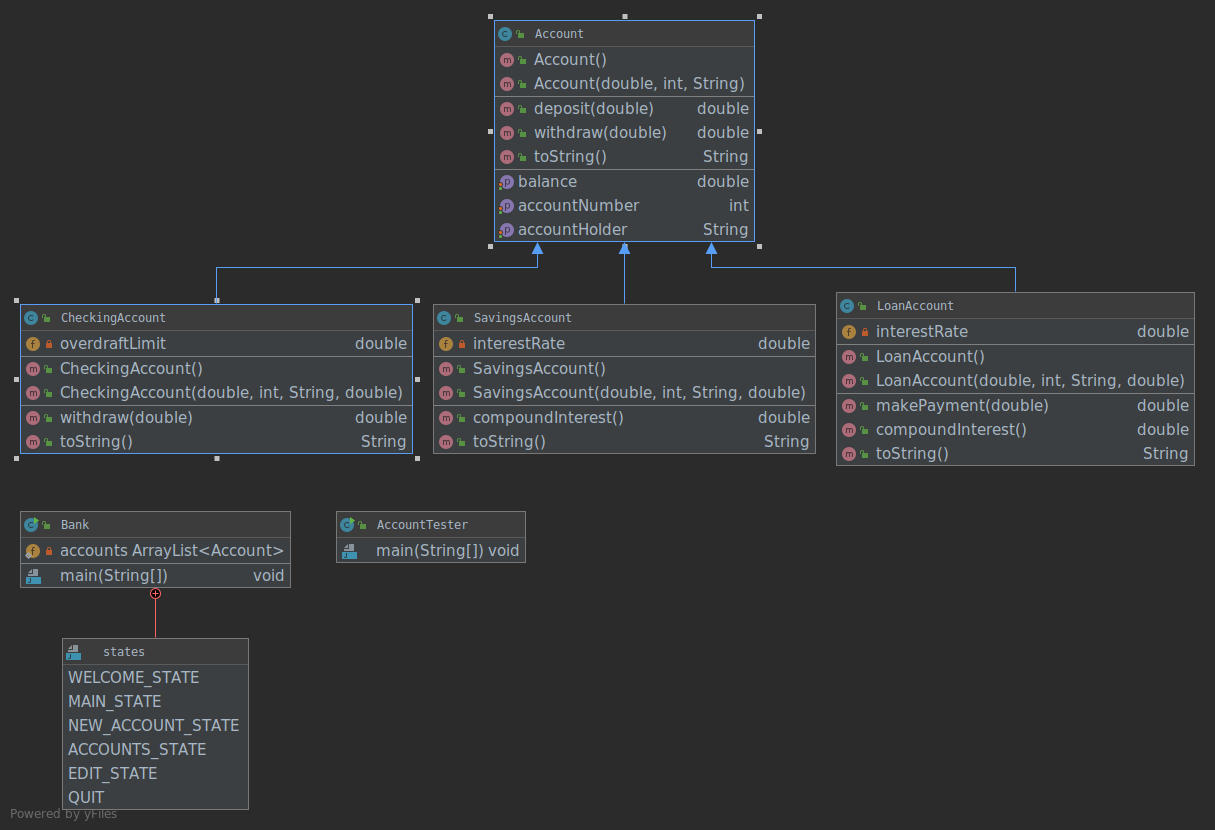 Account
Account()
Account(double, int, String)
deposit(double) double
withdraw(double) double
toString() String
balance double
accountNumber int
accountHolder String
CheckingAccount
overdraftLimit double
CheckingAccount()
CheckingAccount(double, int, String, double)
withdraw(double) double
toString() String
SavingsAccount
interestRate double
SavingsAccount()
SavingsAccount(double, int, String, double)
compoundInterest() double
toString() String
LoanAccount
interestRate double
LoanAccount()
LoanAccount(double, int, String, double)
makePayment(double) double
compoundInterest() double
toString() String
Bank
accounts ArrayList<Account>
main(String[]) void
AccountTester
main(String[]) void
states
WELCOME_STATE
MAIN_STATE
NEW_ACCOUNT_STATE
ACCOUNTS_STATE
EDIT_STATE
QUIT
Powered by yFiles